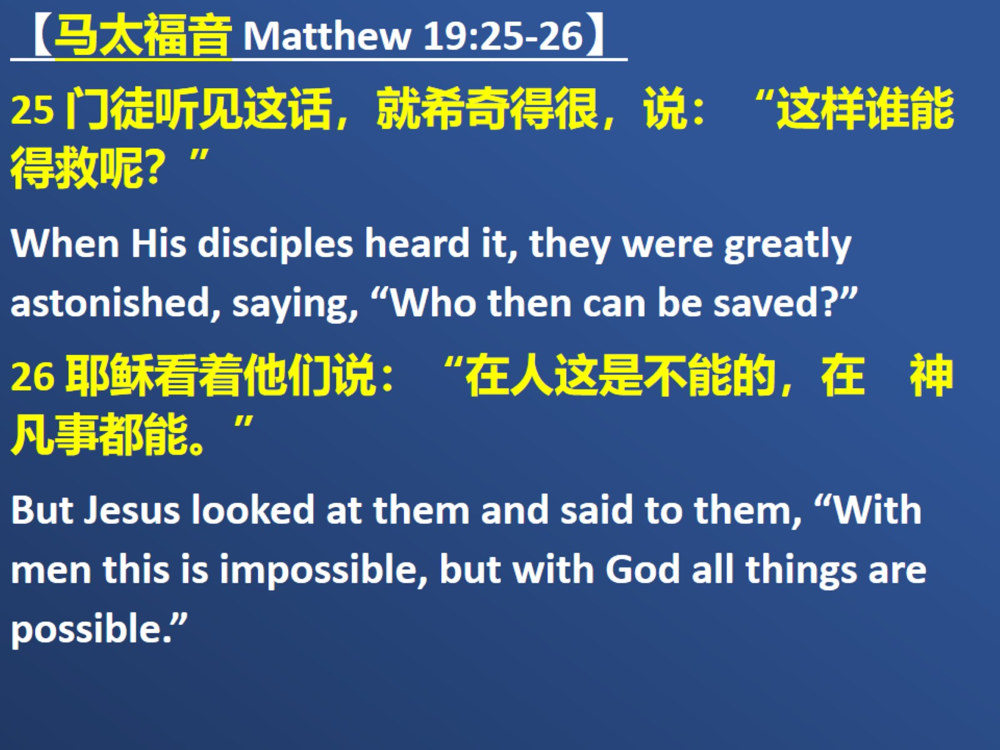 【马太福音 Matthew 19:25-26】
25 门徒听见这话，就希奇得很，说：“这样谁能
得救呢？”
When His disciples heard it, they were greatly
astonished, saying, “Who then can be saved?”
26 耶稣看着他们说：“在人这是不能的，在　神
凡事都能。”
But Jesus looked at them and said to them, “With
men this is impossible, but with God all things are
possible.”